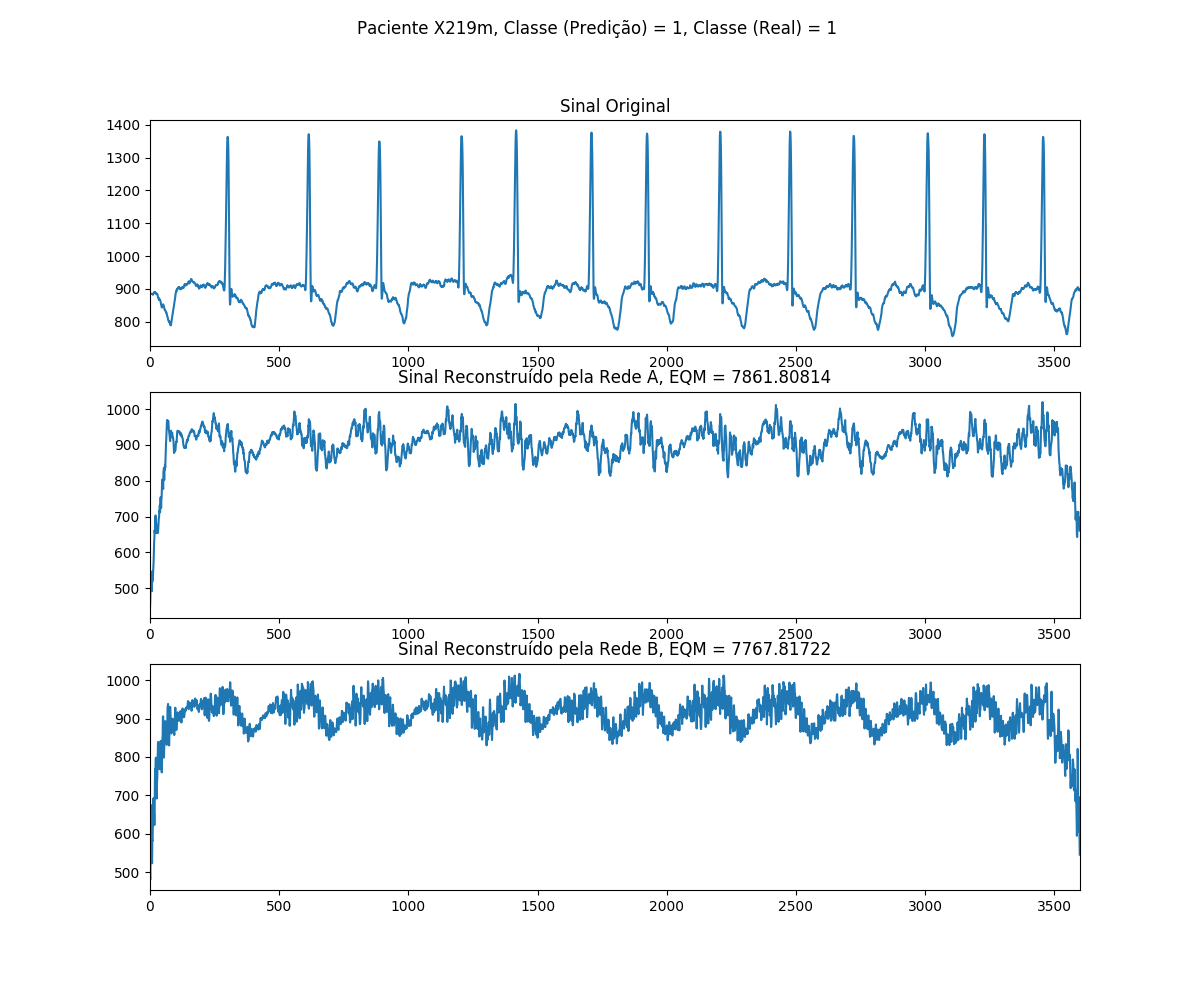 Paciente X219m, Classe (Predição) = 1, Classe (Real) = 1
Sinal Original
1400
1300
1200
1100
1000
900
800
0 500 1000 1500 2000 2500 3000 3500
Sinal Reconstruído pela Rede A, EQM = 7861.80814
1000
900
800
700
600
500
0 500 1000 1500 2000 2500 3000 3500
Sinal Reconstruído pela Rede B, EQM = 7767.81722
1000
900
800
700
600
500
0 500 1000 1500 2000 2500 3000 3500